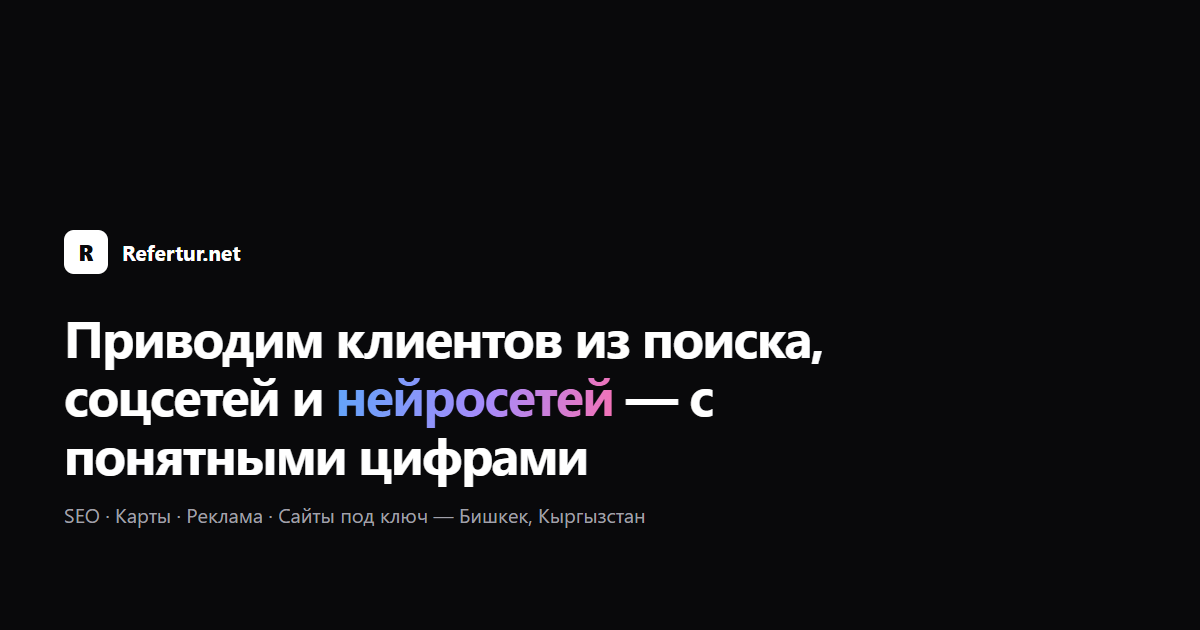 R Refertur.net
Приводим клиентов из поиска,
соцсетей и нейросетей — с
понятными цифрами
SEO · Карты · Реклама · Сайты под ключ — Бишкек, Кыргызстан